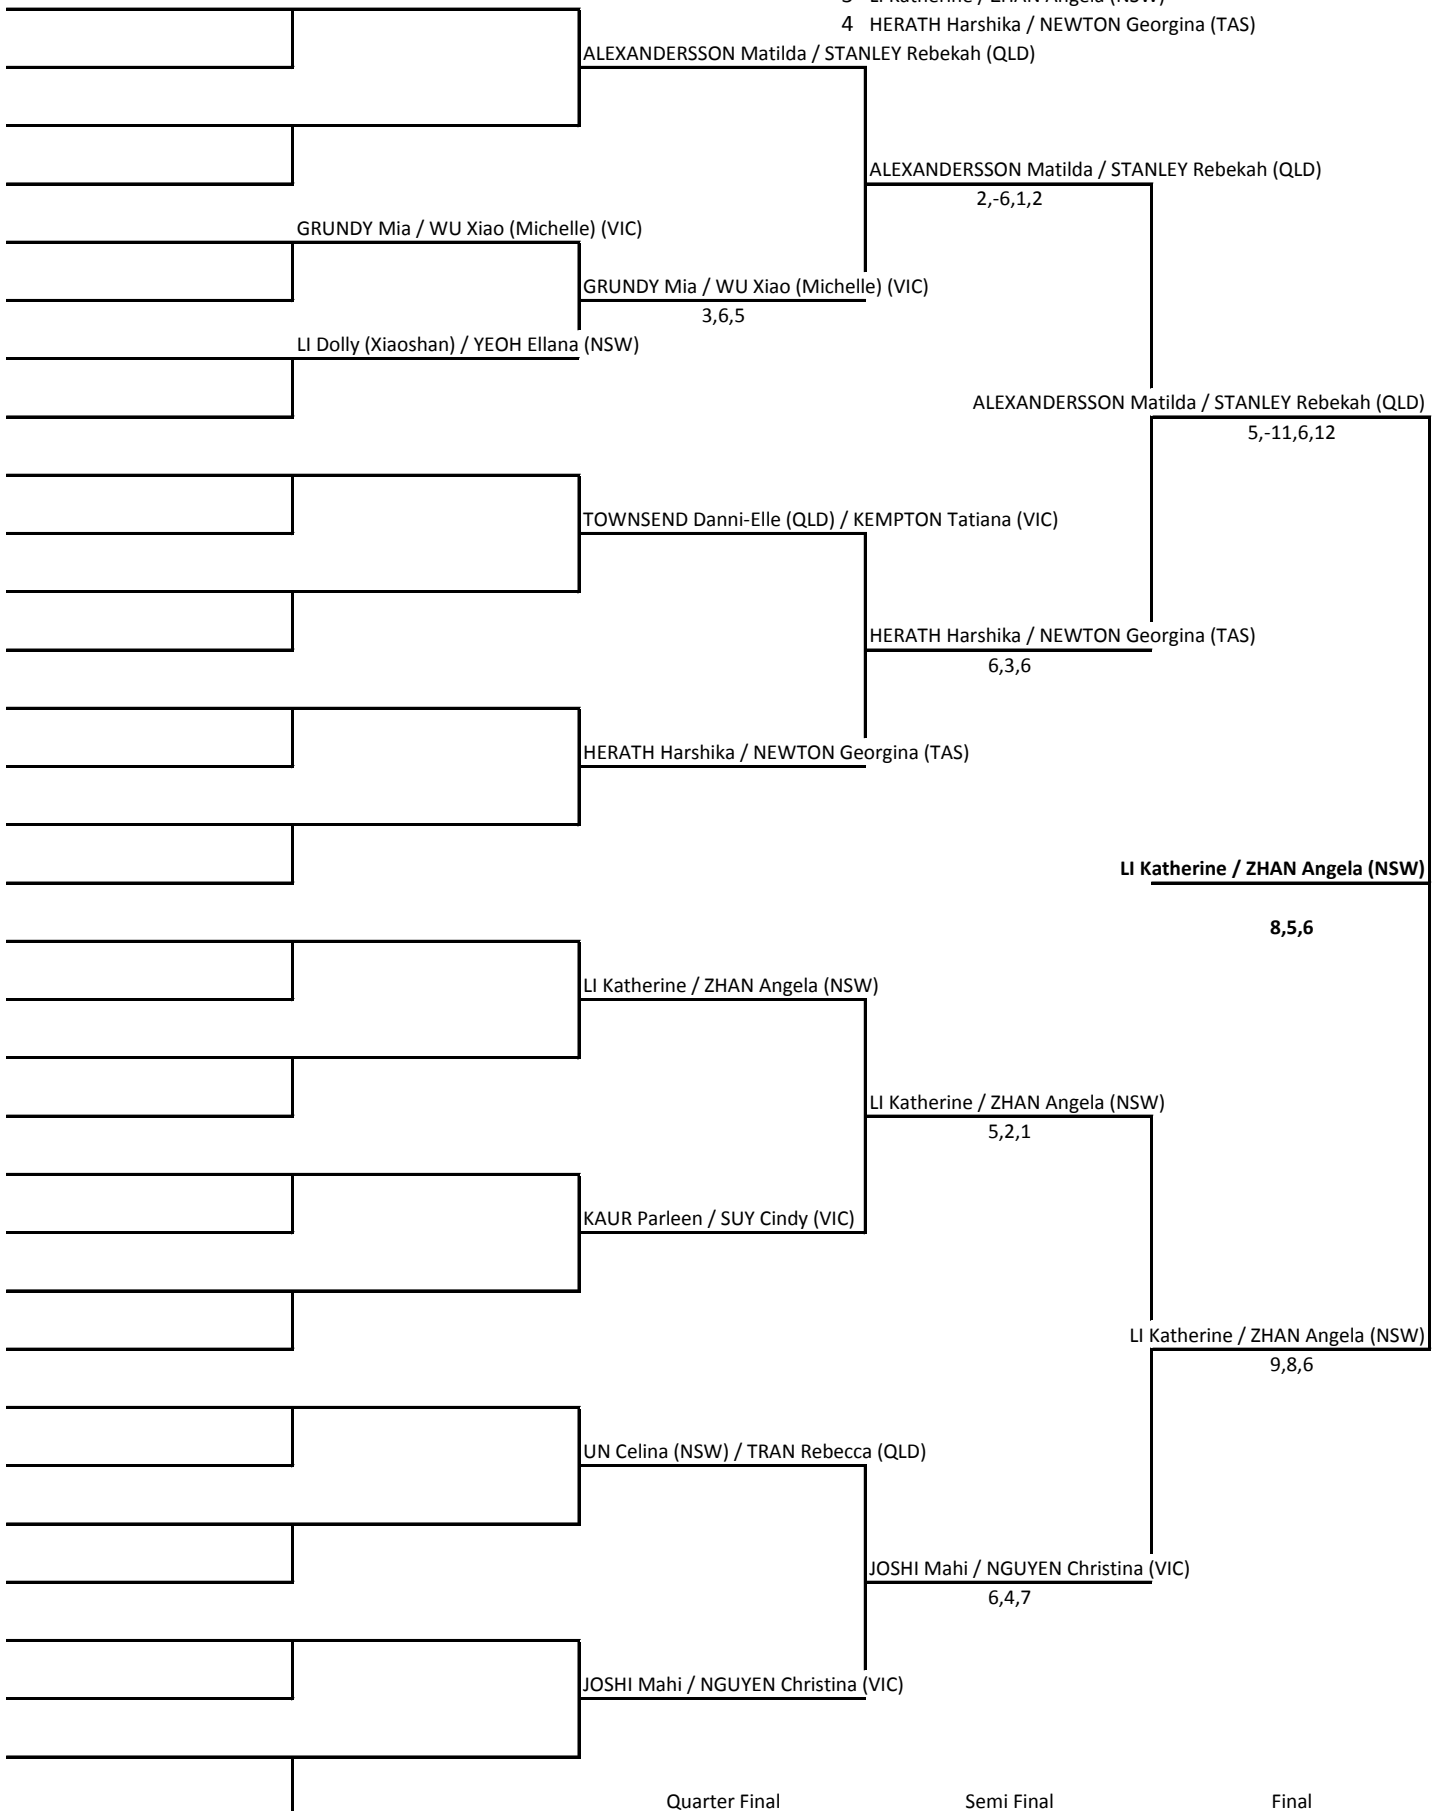 3 LI Katherine / ZHAN Angela (NSW)
4 HERATH Harshika / NEWTON Georgina (TAS)
ALEXANDERSSON Matilda / STANLEY Rebekah (QLD)
ALEXANDERSSON Matilda / STANLEY Rebekah (QLD)
2,-6,1,2
GRUNDY Mia / WU Xiao (Michelle) (VIC)
GRUNDY Mia / WU Xiao (Michelle) (VIC)
3,6,5
LI Dolly (Xiaoshan) / YEOH Ellana (NSW)
ALEXANDERSSON Matilda / STANLEY Rebekah (QLD)
5,-11,6,12
TOWNSEND Danni-Elle (QLD) / KEMPTON Tatiana (VIC)
HERATH Harshika / NEWTON Georgina (TAS)
6,3,6
HERATH Harshika / NEWTON Georgina (TAS)
LI Katherine / ZHAN Angela (NSW)
8,5,6
LI Katherine / ZHAN Angela (NSW)
LI Katherine / ZHAN Angela (NSW)
5,2,1
KAUR Parleen / SUY Cindy (VIC)
LI Katherine / ZHAN Angela (NSW)
9,8,6
UN Celina (NSW) / TRAN Rebecca (QLD)
JOSHI Mahi / NGUYEN Christina (VIC)
6,4,7
JOSHI Mahi / NGUYEN Christina (VIC)
Quarter Final Semi Final Final